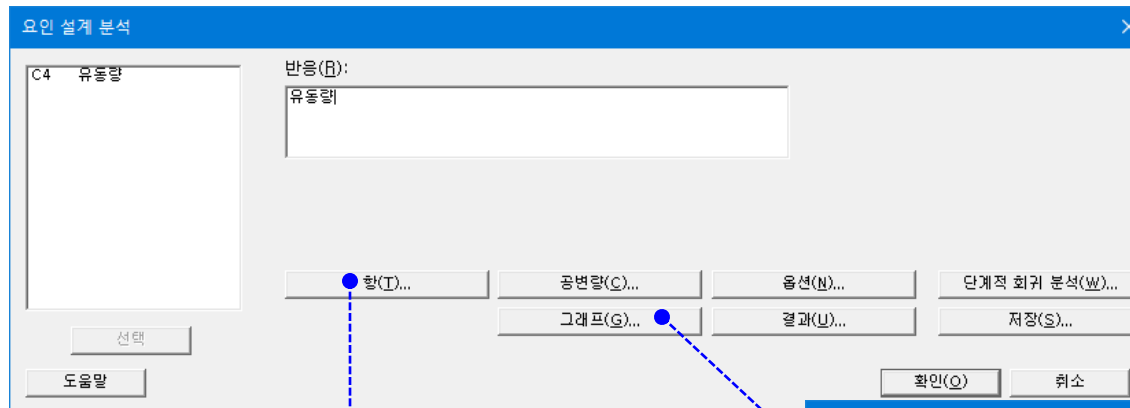 요인 설계 분석
C4 유동량
반응(R):
유동량
항(T)...
공변량(C)...
옵션(N)...
단계적 회귀 분석(W)...
그래프(G)...
결과(U)...
저장(S)...
선택
도움말
확인(O)
취소